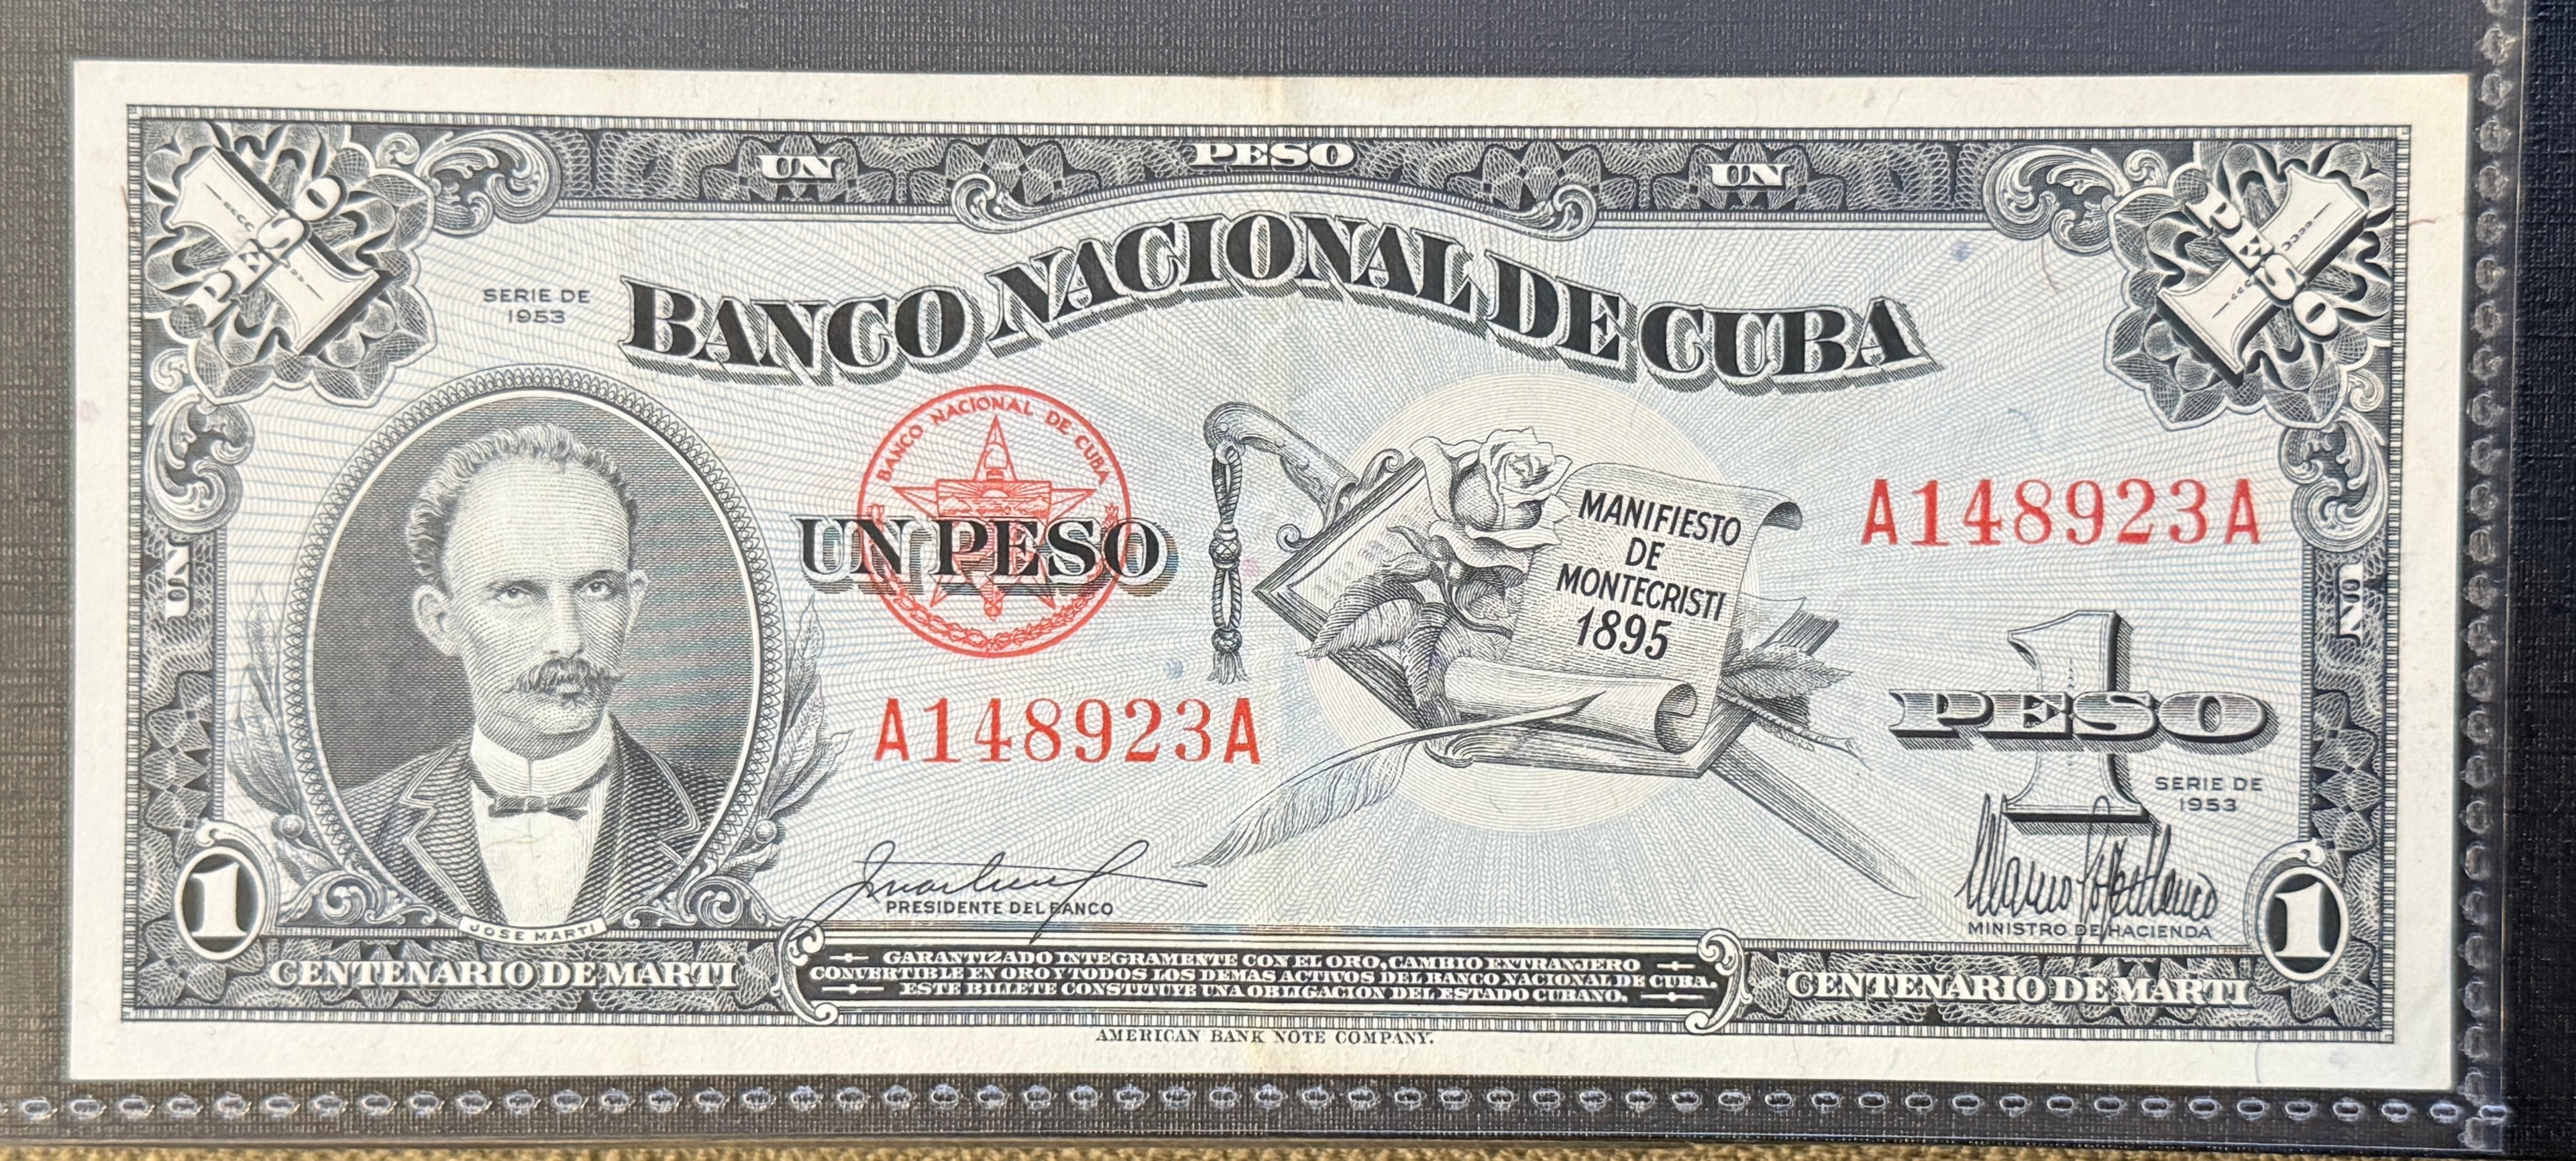 UN PESO UN
1 PESO
1 PESO
SERIE DE
1953
BANCO NACIONAL DE CUBA
BANCO NACIONAL DE CUBA
UN PESO
MANIFIESTO
DE
MONTECRISTI
1895
A148923A
UN
UN
A148923A
1
PESO
SERIE DE
1953
PRESIDENTE DEL BANCO
MINISTRO DE HACIENDA
1
JOSE MARTI
1
CENTENARIO DE MARTI
GARANTIZADO INTEGRAMENTE CON EL ORO, CAMBIO EXTRANJERO
CONVERTIBLE EN ORO Y TODOS LOS DEMAS ACTIVOS DEL BANCO NACIONAL DE CUBA.
ESTE BILLETE CONSTITUYE UNA OBLIGACION DEL ESTADO CUBANO.
CENTENARIO DE MARTI
AMERICAN BANK NOTE COMPANY.